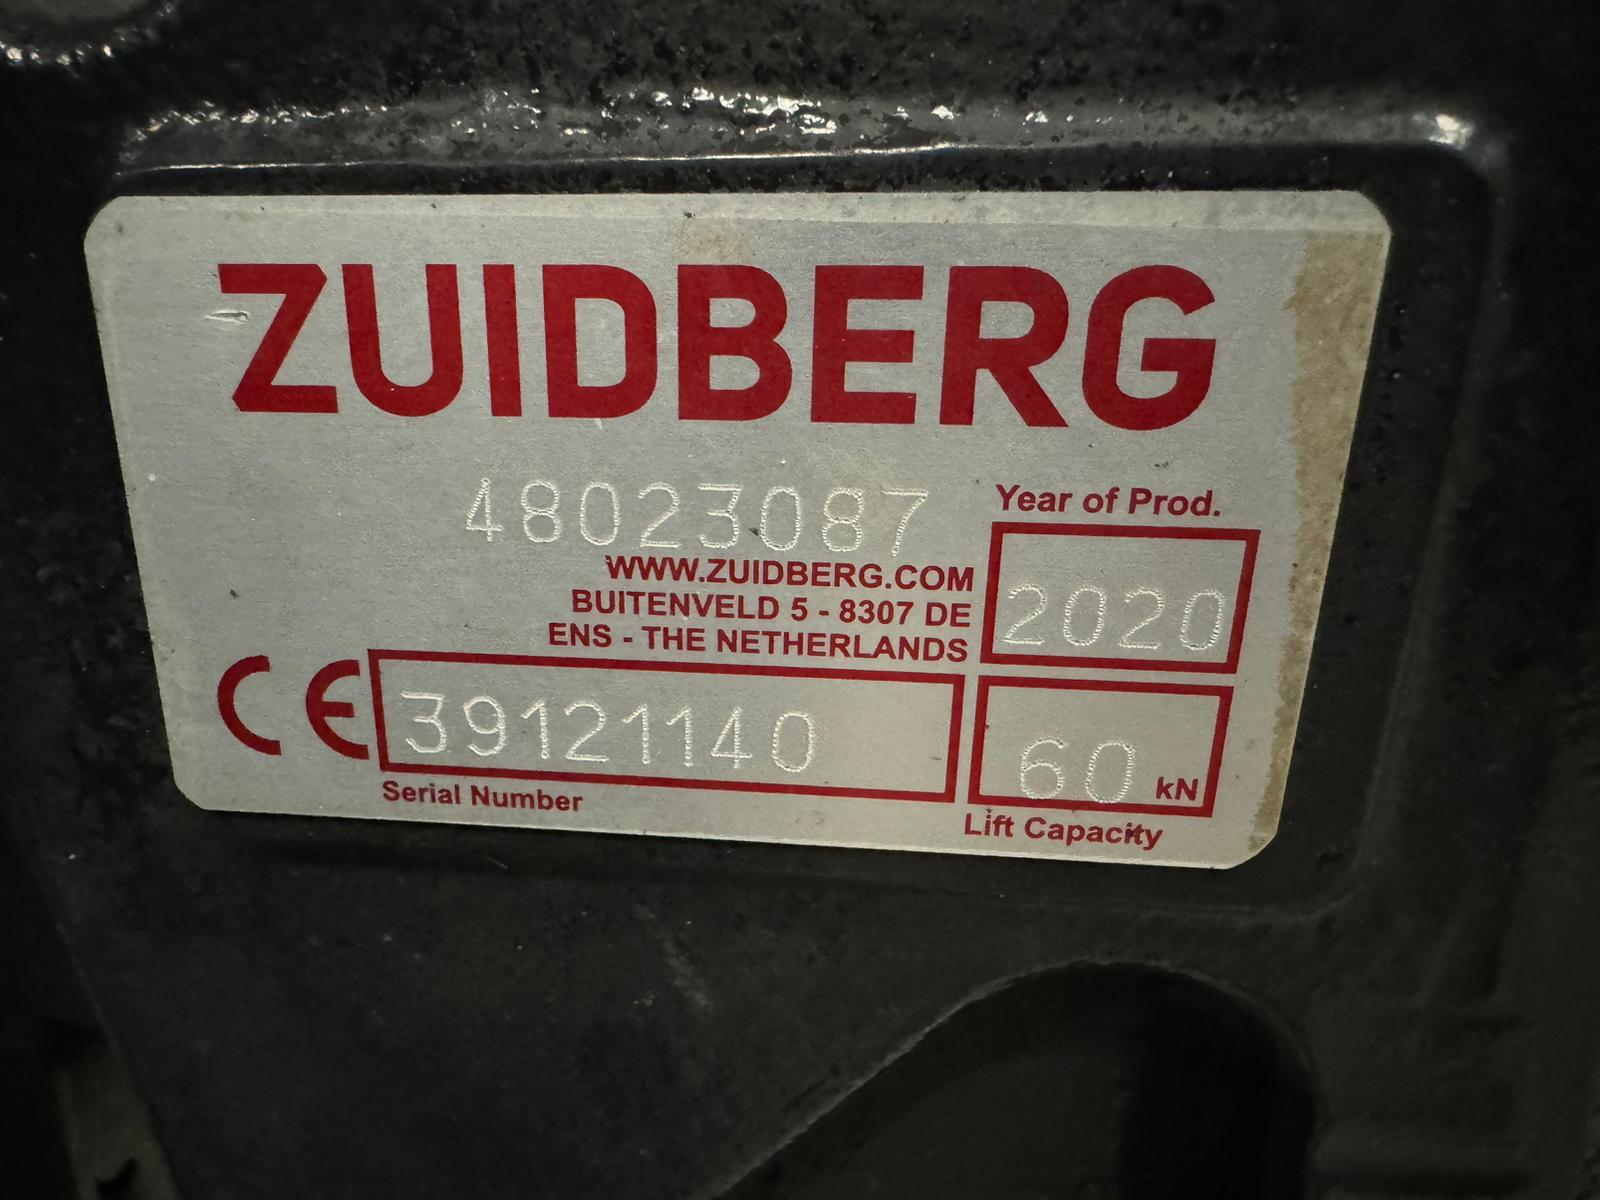 ZUIDBERG
48023087
Year of Prod.
2020
WWW.ZUIDBERG.COM
BUITENVELD 5 - 8307 DE
ENS - THE NETHERLANDS
CE
39121140
Serial Number
60 kN
Lift Capacity